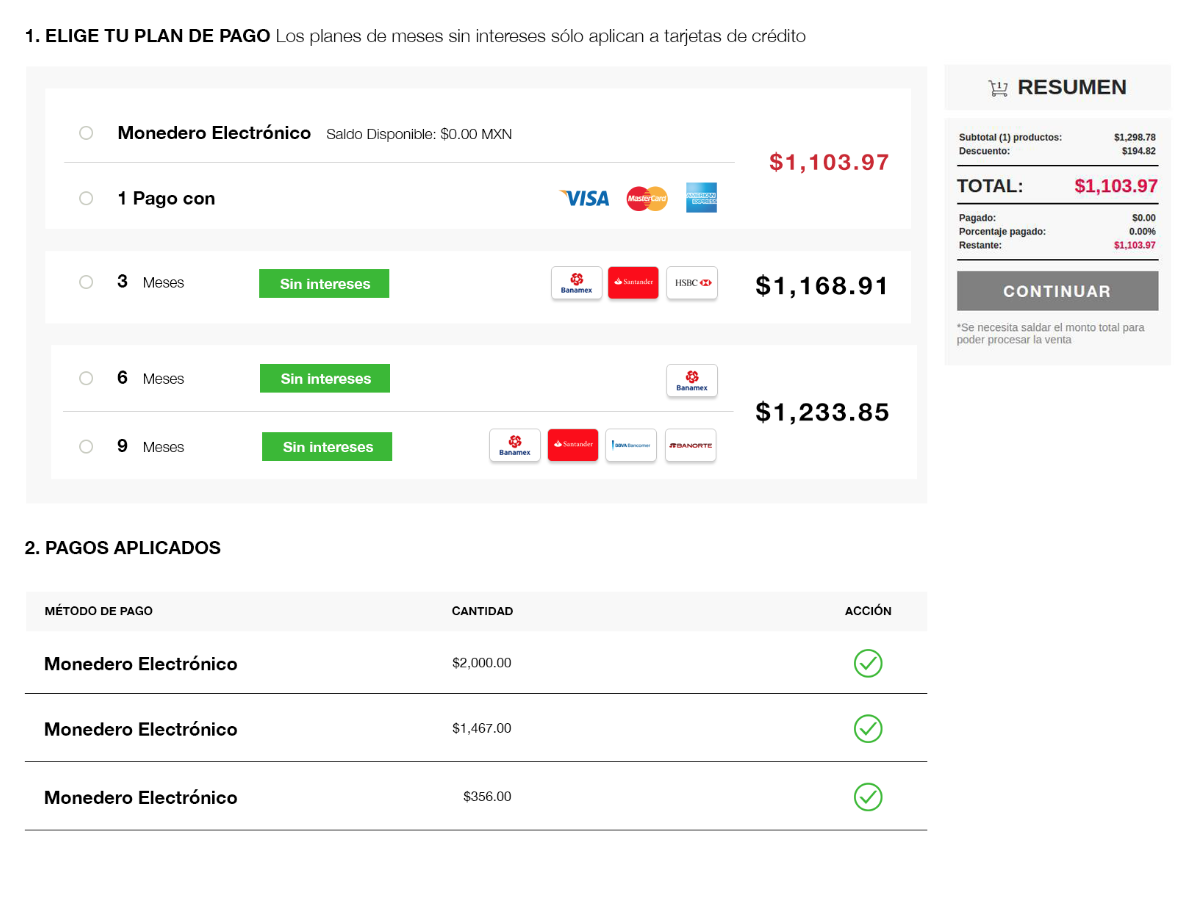 1. ELIGE TU PLAN DE PAGO Los planes de meses sin intereses sólo aplican a tarjetas de crédito
Monedero Electrónico Saldo Disponible: $0.00 MXN
$1,103.97
1 Pago con VISA MasterCard AMERICAN EXPRESS
3 Meses Sin intereses Banamex Santander HSBC $1,168.91
6 Meses Sin intereses Banamex
$1,233.85
9 Meses Sin intereses Banamex Santander BBVA Bancomer BANORTE
1 RESUMEN
Subtotal (1) productos: $1,298.78
Descuento: $194.82
TOTAL: $1,103.97
Pagado: $0.00
Porcentaje pagado: 0.00%
Restante: $1,103.97
CONTINUAR
*Se necesita saldar el monto total para
poder procesar la venta
2. PAGOS APLICADOS
MÉTODO DE PAGO CANTIDAD ACCIÓN
Monedero Electrónico $2,000.00
Monedero Electrónico $1,467.00
Monedero Electrónico $356.00